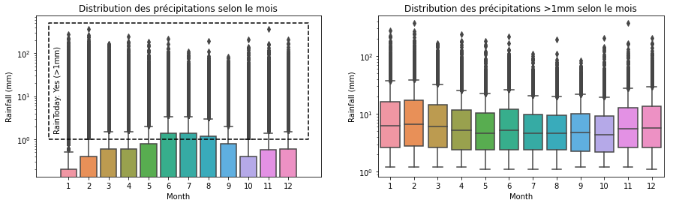 Distribution des précipitations selon le mois
Rainfall (mm)
10²
10¹
10⁰
RainToday: Yes (>1mm)
1 2 3 4 5 6 7 8 9 10 11 12
Month
Distribution des précipitations >1mm selon le mois
Rainfall (mm)
10²
10¹
10⁰
1 2 3 4 5 6 7 8 9 10 11 12
Month